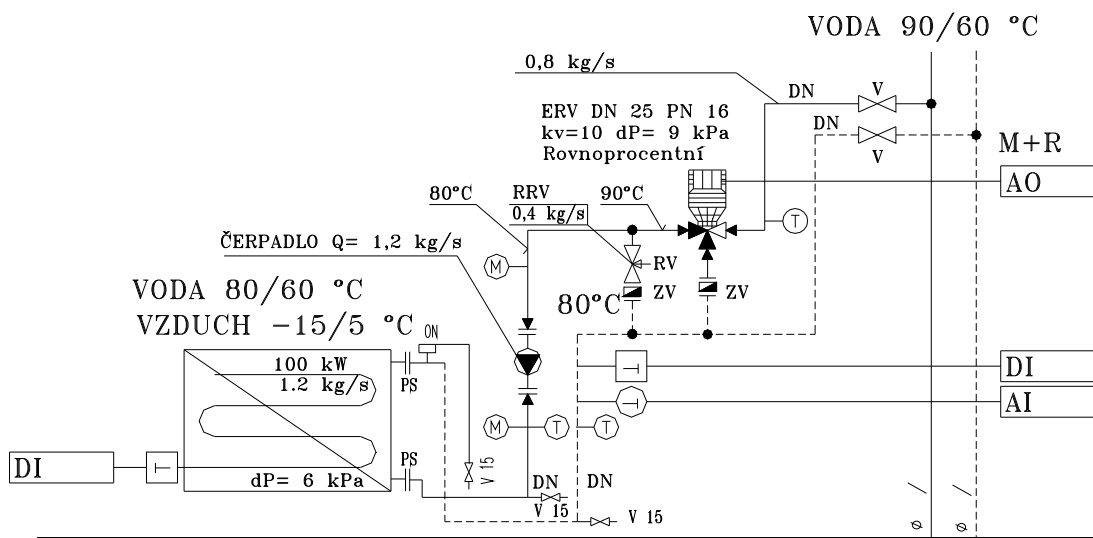 VODA 90/60 °C
0,8 kg/s
DN
V
ERV DN 25 PN 16
kv=10 dP= 9 kPa
Rovnoprocentní
DN
V
M+R
AO
80°C
RRV
0,4 kg/s
90°C
T
ČERPADLO Q= 1,2 kg/s
M
RV
ZV
ZV
VODA 80/60 °C
80°C
VZDUCH -15/5 °C
ON
100 kW
1.2 kg/s
PS
T
DI
T
AI
M
T
T
DI
T
PS
dP= 6 kPa
V 15
DN
DN
V 15
V 15
ø /
ø /